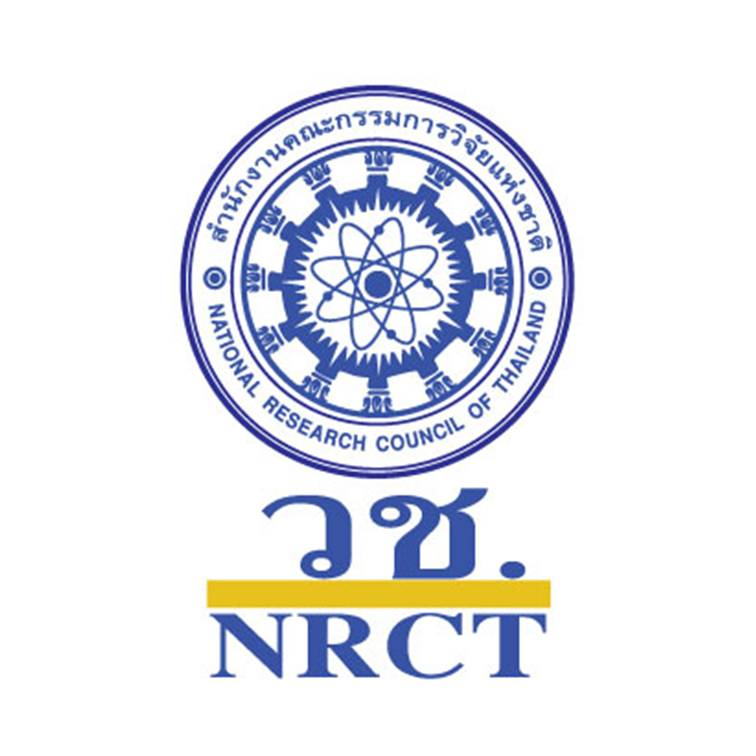 สำนักงานคณะกรรมการวิจัยแห่งชาติ
NATIONAL RESEARCH COUNCIL OF THAILAND
วช.
NRCT